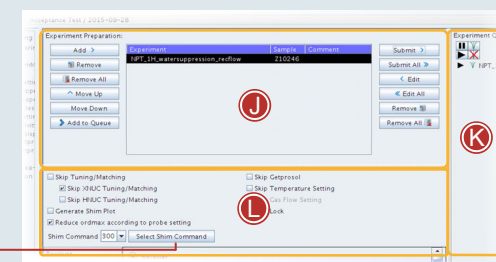 ceptance Test / 2015-09-28
Experiment Preparation:
Add >
Remove
Remove All
^ Move Up
Move Down
Add to Queue
Experiment Sample Comment
NPT_1H_watersuppression_recflow Z10246
J
Submit >
Submit All »
< Edit
« Edit All
Remove
Remove All
Experiment Q
NPT_
K
Skip Tuning/Matching
Skip XNUC Tuning/Matching
Skip HNUC Tuning/Matching
Generate Shim Plot
Reduce ordmax according to probe setting
Shim Command 300 Select Shim Command
Skip Getprosol
Skip Temperature Setting
Gas Flow Setting
Lock
L